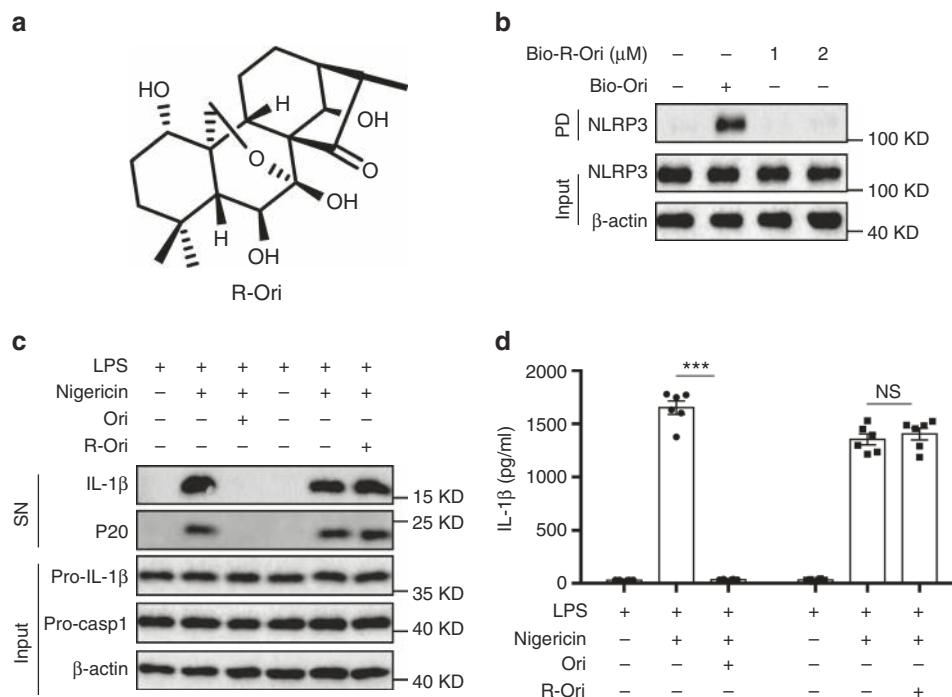 a
HO
H
OH
O
O
OH
H
OH
R-Ori
b
Bio-R-Ori (μM) – – 1 2
Bio-Ori – + – –
PD
NLRP3
100 KD
Input
NLRP3
100 KD
β-actin
40 KD
c
LPS + + + + + +
Nigericin – + + – + +
Ori – – + – – –
R-Ori – – – – – +
SN
IL-1β
15 KD
P20
25 KD
Input
Pro-IL-1β
35 KD
Pro-casp1
40 KD
β-actin
40 KD
d
IL-1β (pg/ml)
2000
1500
1000
500
0
***
NS
LPS + + + + + +
Nigericin – + + – + +
Ori – – + – – –
R-Ori – – – – – +